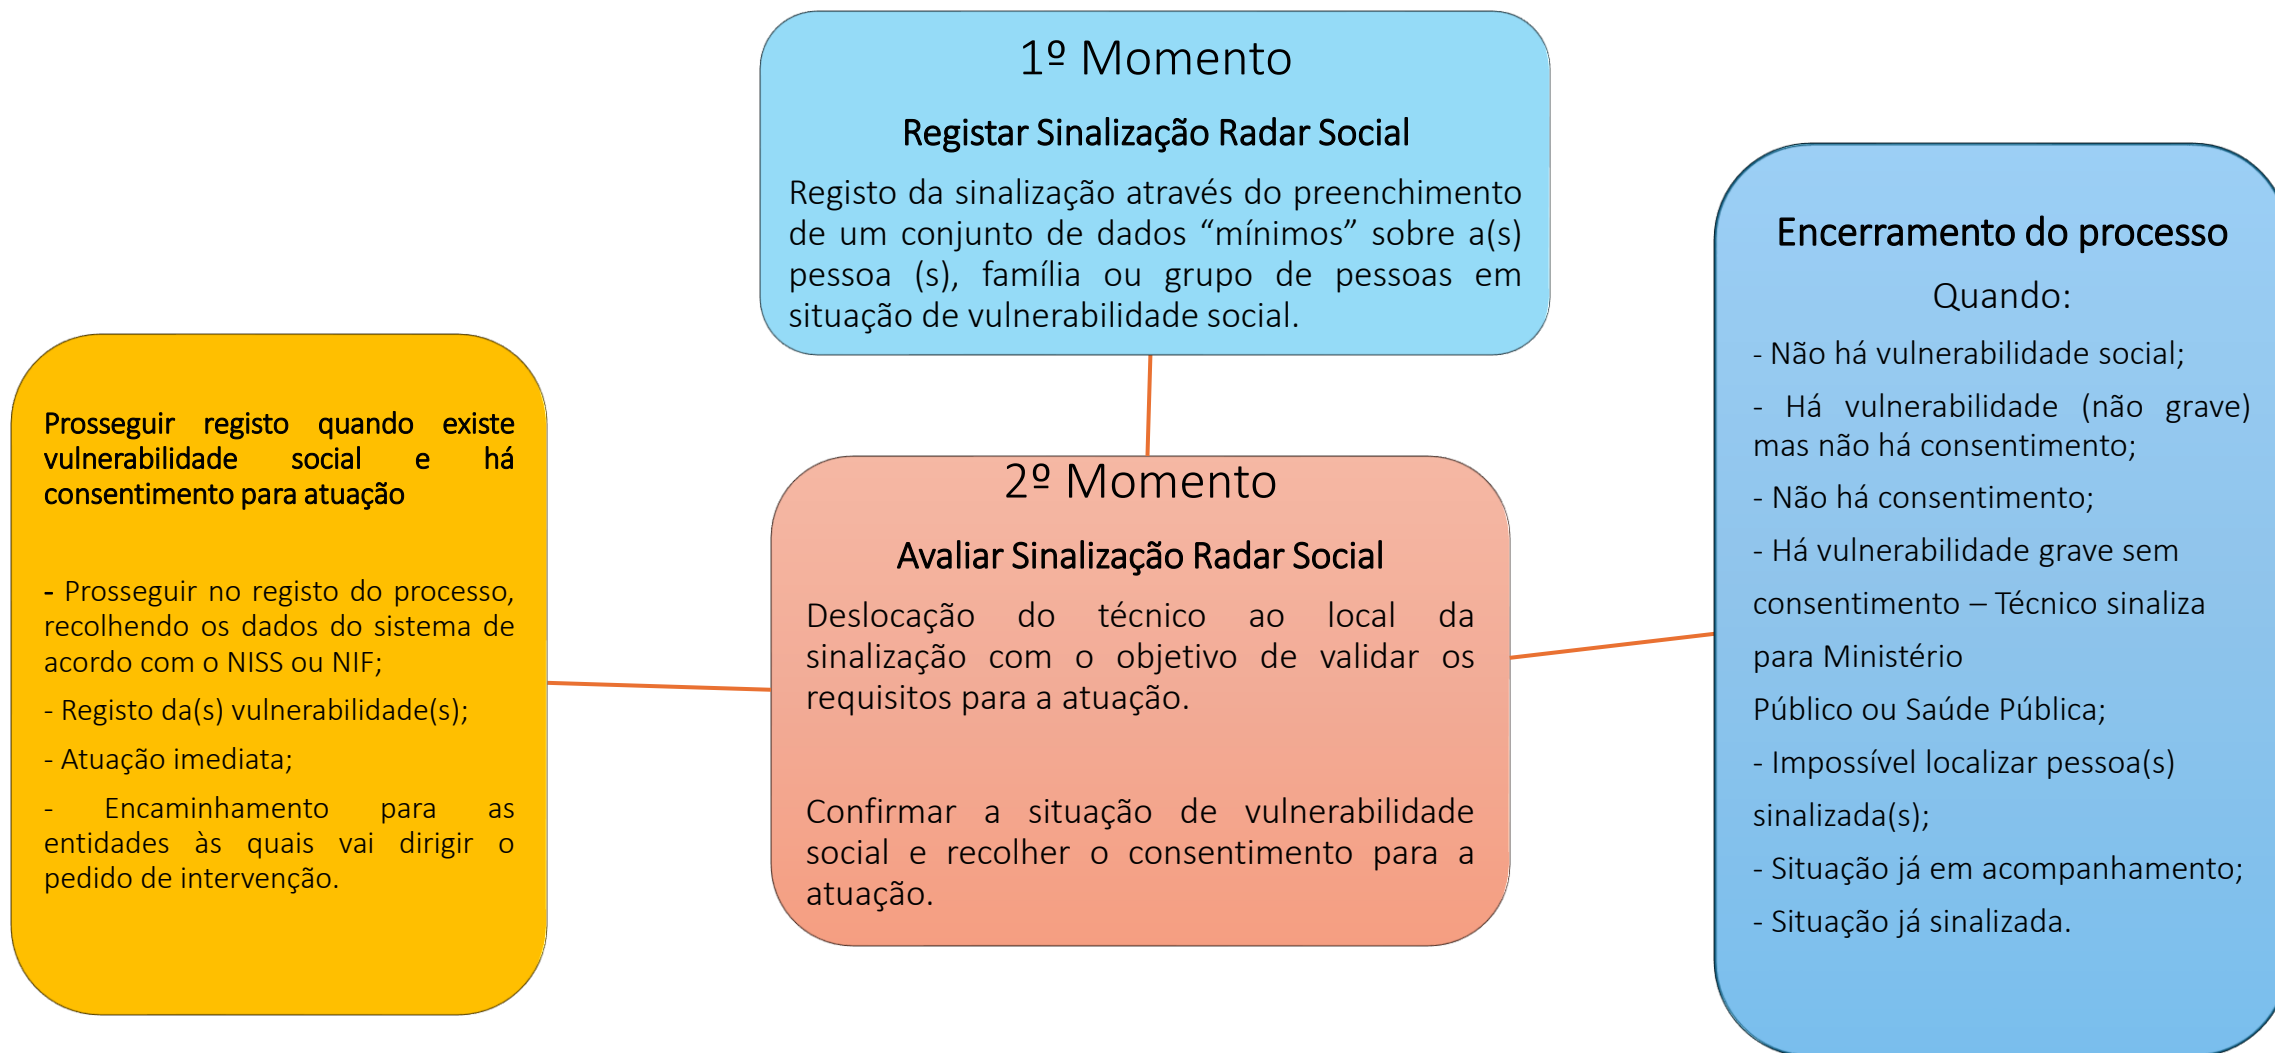 1º Momento
Registar Sinalização Radar Social
Registo da sinalização através do preenchimento
de um conjunto de dados “mínimos” sobre a(s)
pessoa (s), família ou grupo de pessoas em
situação de vulnerabilidade social.
Prosseguir registo quando existe
vulnerabilidade social e há
consentimento para atuação
- Prosseguir no registo do processo,
recolhendo os dados do sistema de
acordo com o NISS ou NIF;
- Registo da(s) vulnerabilidade(s);
- Atuação imediata;
- Encaminhamento para as
entidades às quais vai dirigir o
pedido de intervenção.
2º Momento
Avaliar Sinalização Radar Social
Deslocação do técnico ao local da
sinalização com o objetivo de validar os
requisitos para a atuação.
Confirmar a situação de vulnerabilidade
social e recolher o consentimento para a
atuação.
Encerramento do processo
Quando:
- Não há vulnerabilidade social;
- Há vulnerabilidade (não grave)
mas não há consentimento;
- Não há consentimento;
- Há vulnerabilidade grave sem
consentimento – Técnico sinaliza
para Ministério
Público ou Saúde Pública;
- Impossível localizar pessoa(s)
sinalizada(s);
- Situação já em acompanhamento;
- Situação já sinalizada.